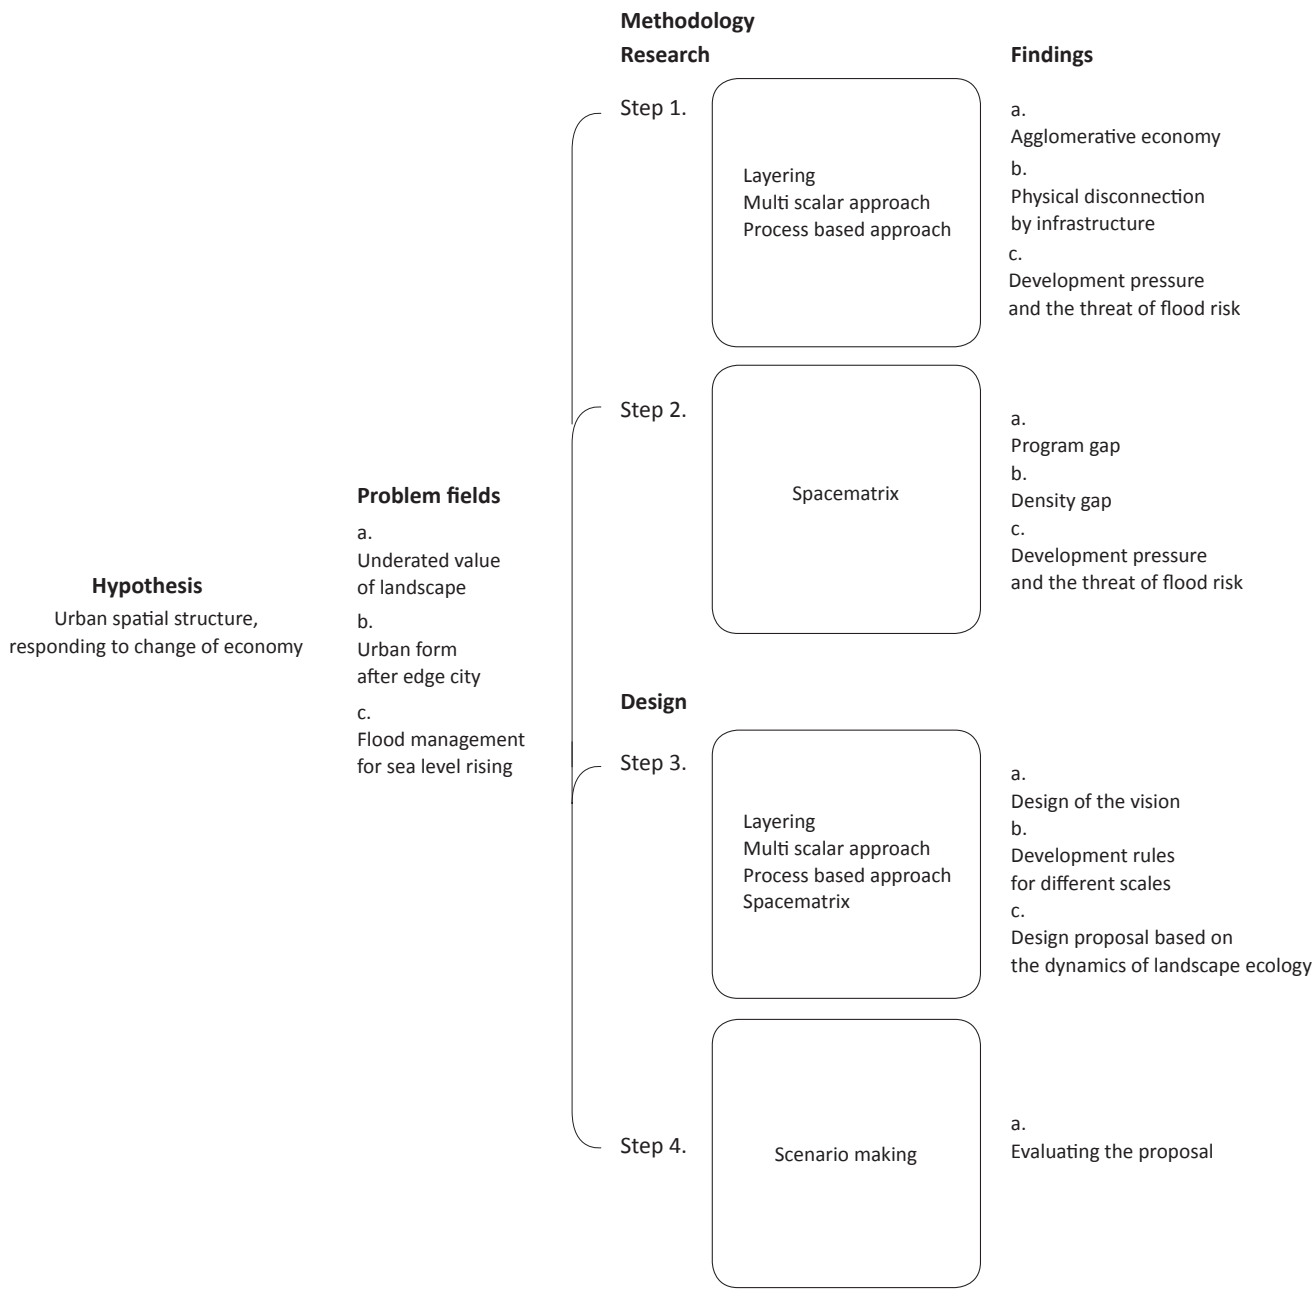 Hypothesis
Urban spatial structure,
responding to change of economy
Problem fields
a.
Underated value
of landscape
b.
Urban form
after edge city
c.
Flood management
for sea level rising
Methodology
Research
Findings
Step 1.
Layering
Multi scalar approach
Process based approach
a.
Agglomerative economy
b.
Physical disconnection
by infrastructure
c.
Development pressure
and the threat of flood risk
Step 2.
Spacematrix
a.
Program gap
b.
Density gap
c.
Development pressure
and the threat of flood risk
Design
Step 3.
Layering
Multi scalar approach
Process based approach
Spacematrix
a.
Design of the vision
b.
Development rules
for different scales
c.
Design proposal based on
the dynamics of landscape ecology
Step 4.
Scenario making
a.
Evaluating the proposal